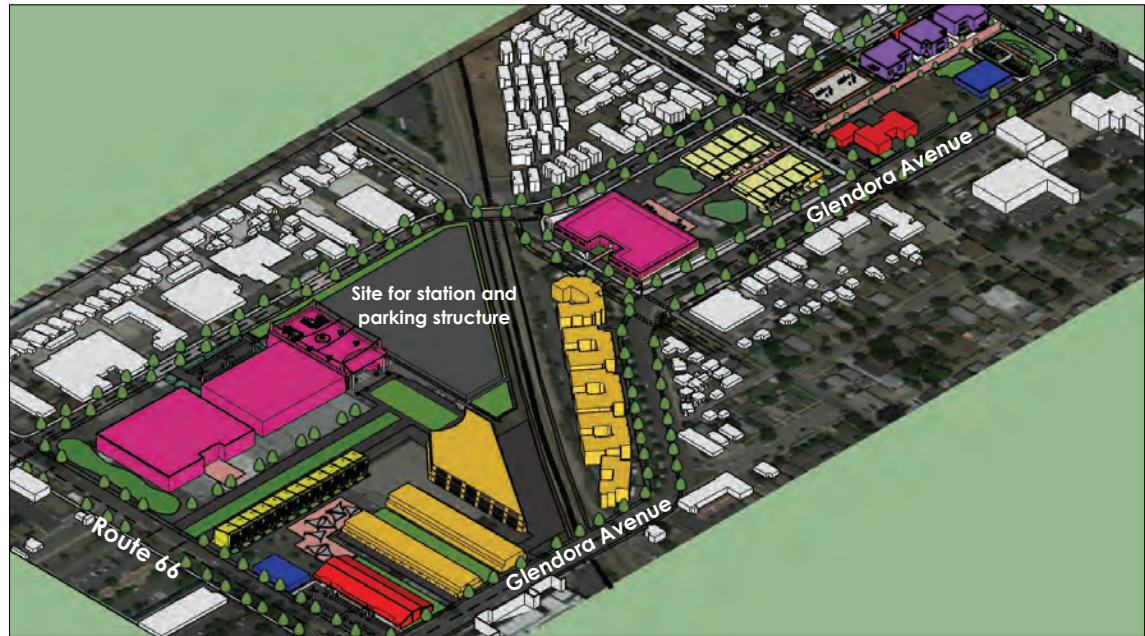 Site for station and
parking structure
Glendora Avenue
Route 66
Glendora Avenue